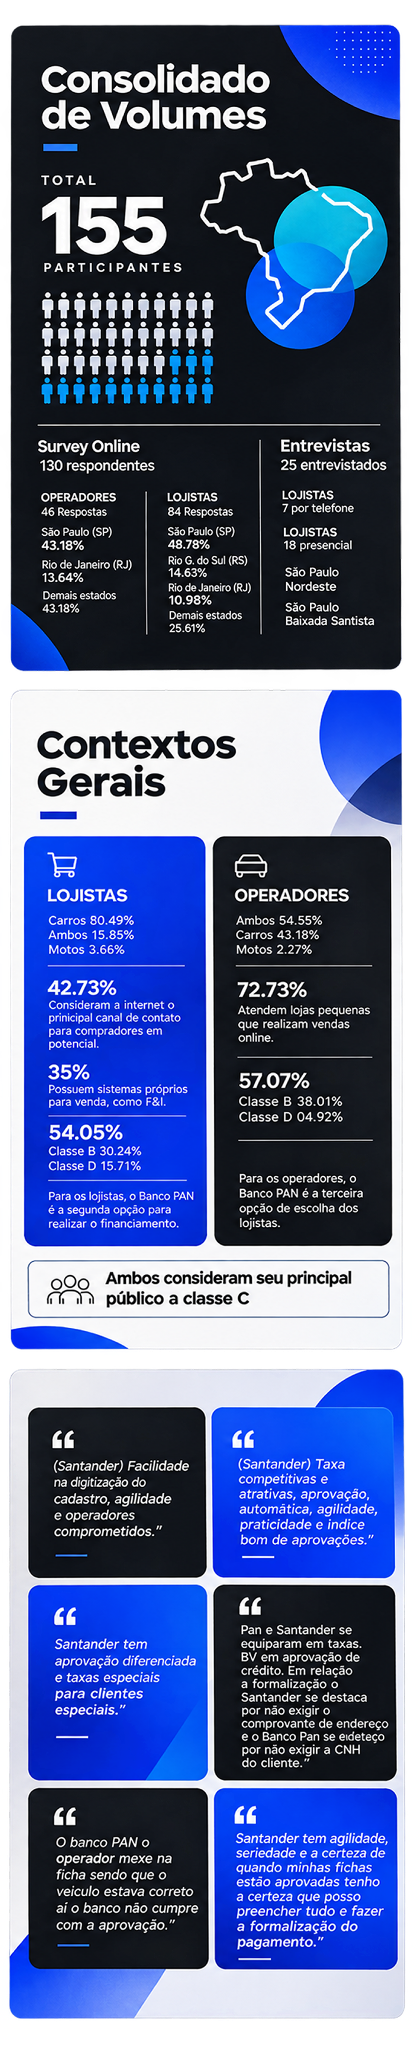 Consolidado
de Volumes
TOTAL
155
PARTICIPANTES
Survey Online
130 respondentes
Entrevistas
25 entrevistados
OPERADORES
46 Respostas
São Paulo (SP)
43.18%
Rio de Janeiro (RJ)
13.64%
Demais estados
43.18%
LOJISTAS
84 Respostas
São Paulo (SP)
48.78%
Rio G. do Sul (RS)
14.63%
Rio de Janeiro (RJ)
10.98%
Demais estados
25.61%
LOJISTAS
7 por telefone
LOJISTAS
18 presencial
São Paulo
Nordeste
São Paulo
Baixada Santista
Contextos
Gerais
LOJISTAS
Carros 80.49%
Ambos 15.85%
Motos 3.66%
42.73%
Consideram a internet o
prinicipal canal de contato
para compradores em
potencial.
35%
Possuem sistemas próprios
para venda, como F&I.
54.05%
Classe B 30.24%
Classe D 15.71%
Para os lojistas, o Banco PAN
é a segunda opção para
realizar o financiamento.
OPERADORES
Ambos 54.55%
Carros 43.18%
Motos 2.27%
72.73%
Atendem lojas pequenas
que realizam vendas
online.
57.07%
Classe B 38.01%
Classe D 04.92%
Para os operadores, o
Banco PAN é a terceira
opção de escolha dos
lojistas.
Ambos consideram seu principal
público a classe C
“
(Santander) Facilidade
na digitização do
cadastro, agilidade
e operadores
comprometidos.”
“
(Santander) Taxa
competitivas e
atrativas, aprovação,
automática, agilidade,
praticidade e indice
bom de aprovações.”
“
Santander tem
aprovação diferenciada
e taxas especiais
para clientes
especiais.”
“
Pan e Santander se
equiparam em taxas.
BV em aprovação de
crédito. Em relação
a formalização o
Santander se destaca
por não exigir o
comprovante de endereço
e o Banco Pan se eıdeteço
por não exigir a CNH
do cliente.”
“
O banco PAN o
operador mexe na
ficha sendo que o
veiculo estava correto
aí o banco não cumpre
com a aprovação.”
“
Santander tem agilidade,
seriedade e a certeza de
quando minhas fichas
estão aprovadas tenho
a certeza que posso
preencher tudo e fazer
a formalização do
pagamento.”